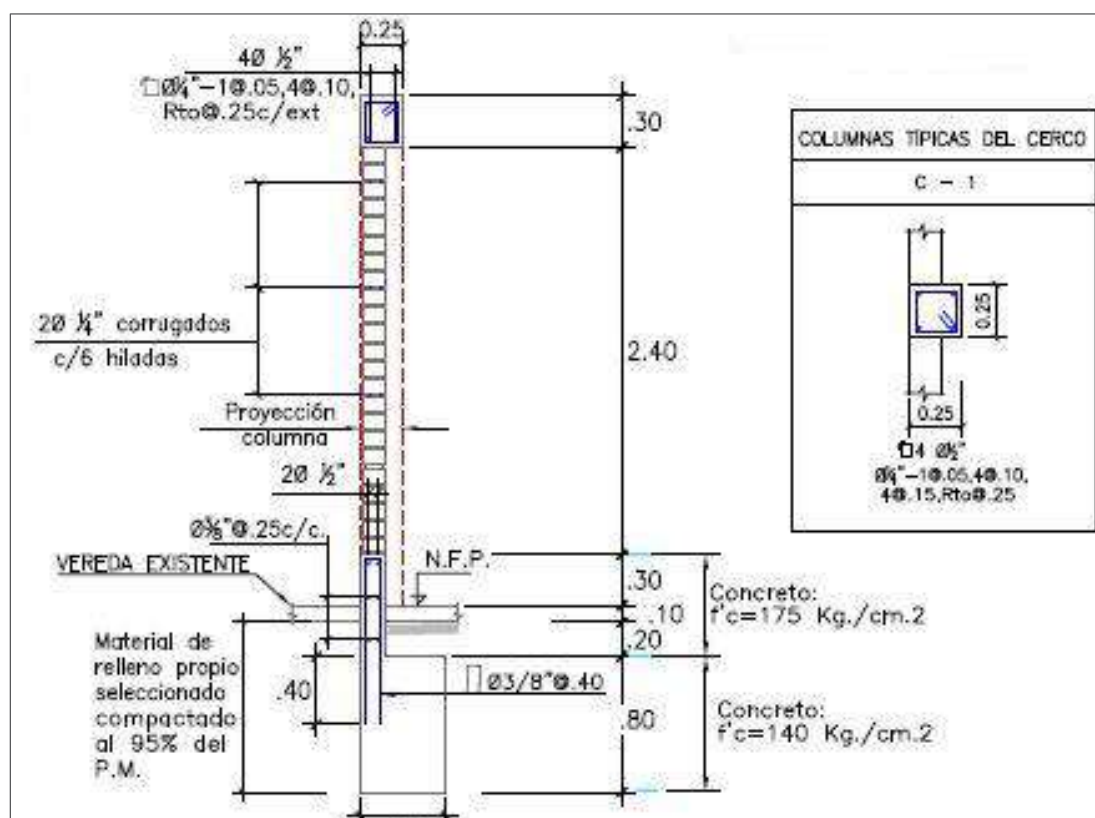 0.25
4Ø ½"
Ø¼"-1@.05,4@.10,
Rto@.25c/ext
.30
2Ø ¼" corrugados
c/6 hiladas
2.40
Proyección
columna
2Ø ½"
Ø⅜"@.25c/c.
VEREDA EXISTENTE
N.F.P.
.30
.10
.20
Concreto:
f'c=175 Kg./cm.2
Material de
relleno propio
seleccionado
compactado
al 95% del
P.M.
.40
Ø3/8"@.40
.80
Concreto:
f'c=140 Kg./cm.2
COLUMNAS TÍPICAS DEL CERCO
C - 1
0.25
0.25
4 Ø½"
Ø¼"-1@.05,4@.10,
4@.15,Rto@.25